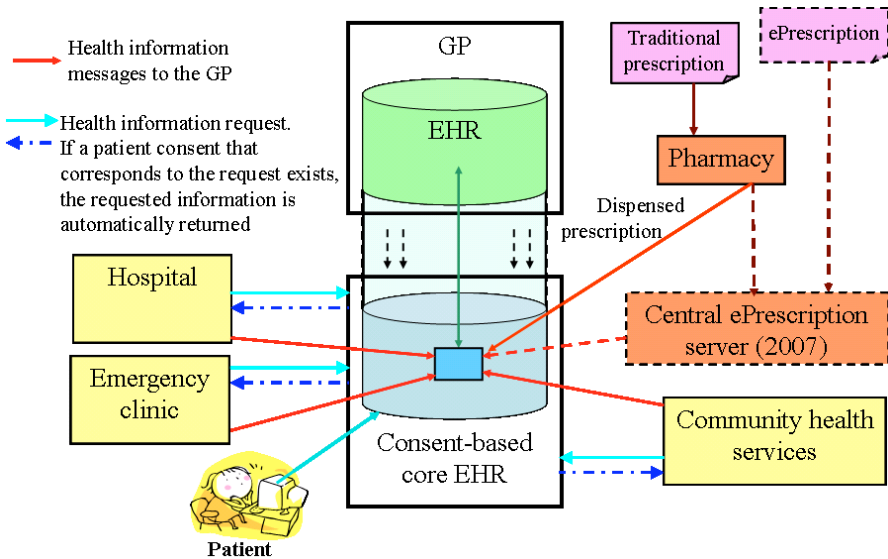 Health information
messages to the GP
Health information request.
If a patient consent that
corresponds to the request exists,
the requested information is
automatically returned
GP
EHR
Traditional
prescription
ePrescription
Pharmacy
Dispensed
prescription
Hospital
Central ePrescription
server (2007)
Emergency
clinic
Community health
services
Consent-based
core EHR
Patient